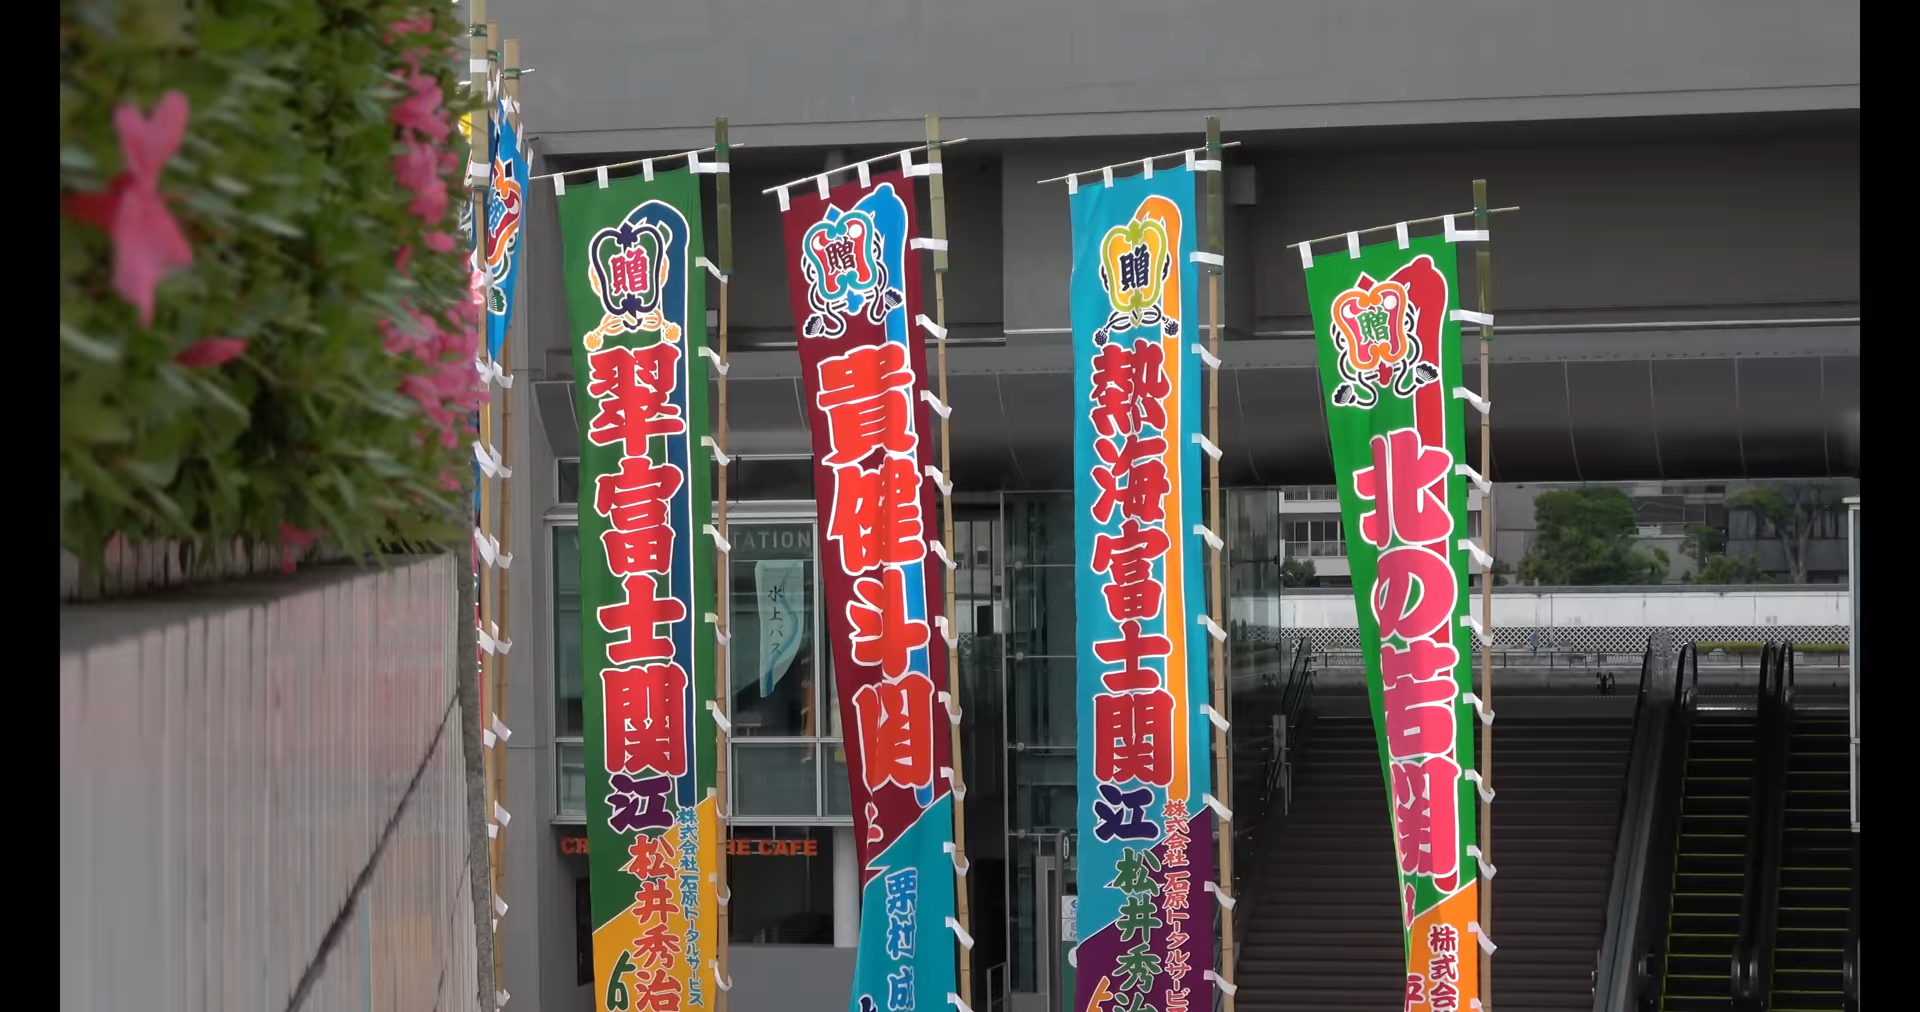 贈
翠富士関江
株式会社 石原トータルサービス
松井秀治
贈
貴健斗関
栗村 成
贈
熱海富士関江
株式会社 石原トータルサービ
松井秀治
贈
北の若関
株式会
TATION
水上バス
HE CAFE